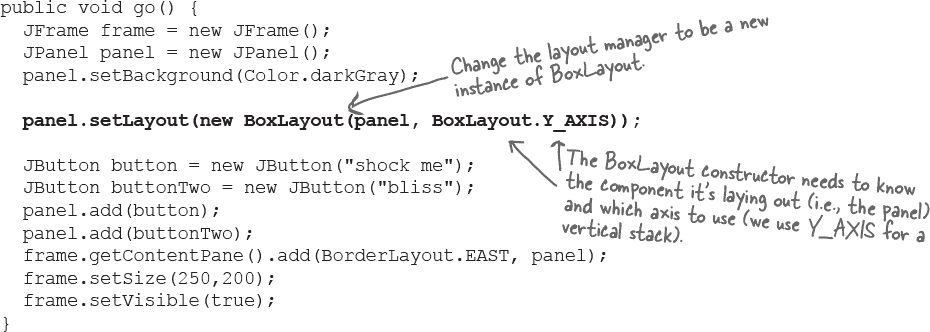 public void go() {
JFrame frame = new JFrame();
JPanel panel = new JPanel();
panel.setBackground(Color.darkGray);
Change the layout manager to be a new
instance of BoxLayout.
panel.setLayout(new BoxLayout(panel, BoxLayout.Y_AXIS));
The BoxLayout constructor needs to know
the component it's laying out (i.e., the panel)
and which axis to use (we use Y_AXIS for a
vertical stack).
JButton button = new JButton("shock me");
JButton buttonTwo = new JButton("bliss");
panel.add(button);
panel.add(buttonTwo);
frame.getContentPane().add(BorderLayout.EAST, panel);
frame.setSize(250,200);
frame.setVisible(true);
}